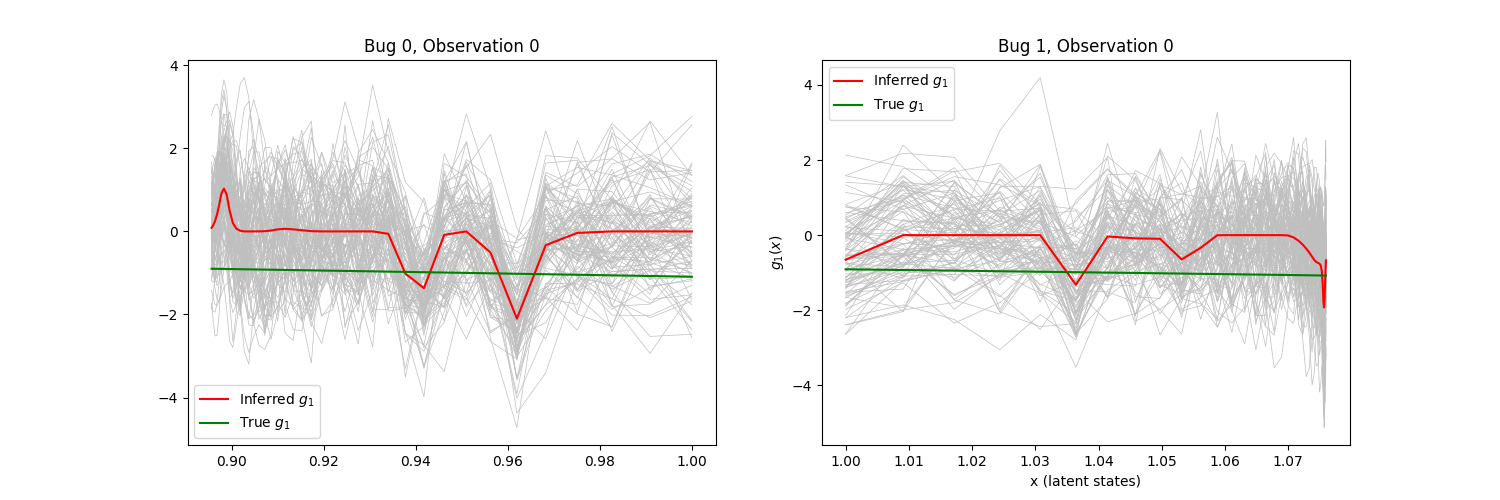 Bug 0, Observation 0
4
2
0
−2
−4
Inferred g₁
True g₁
0.90 0.92 0.94 0.96 0.98 1.00
Bug 1, Observation 0
Inferred g₁
True g₁
g₁(x)
4
2
0
−2
−4
1.00 1.01 1.02 1.03 1.04 1.05 1.06 1.07
x (latent states)